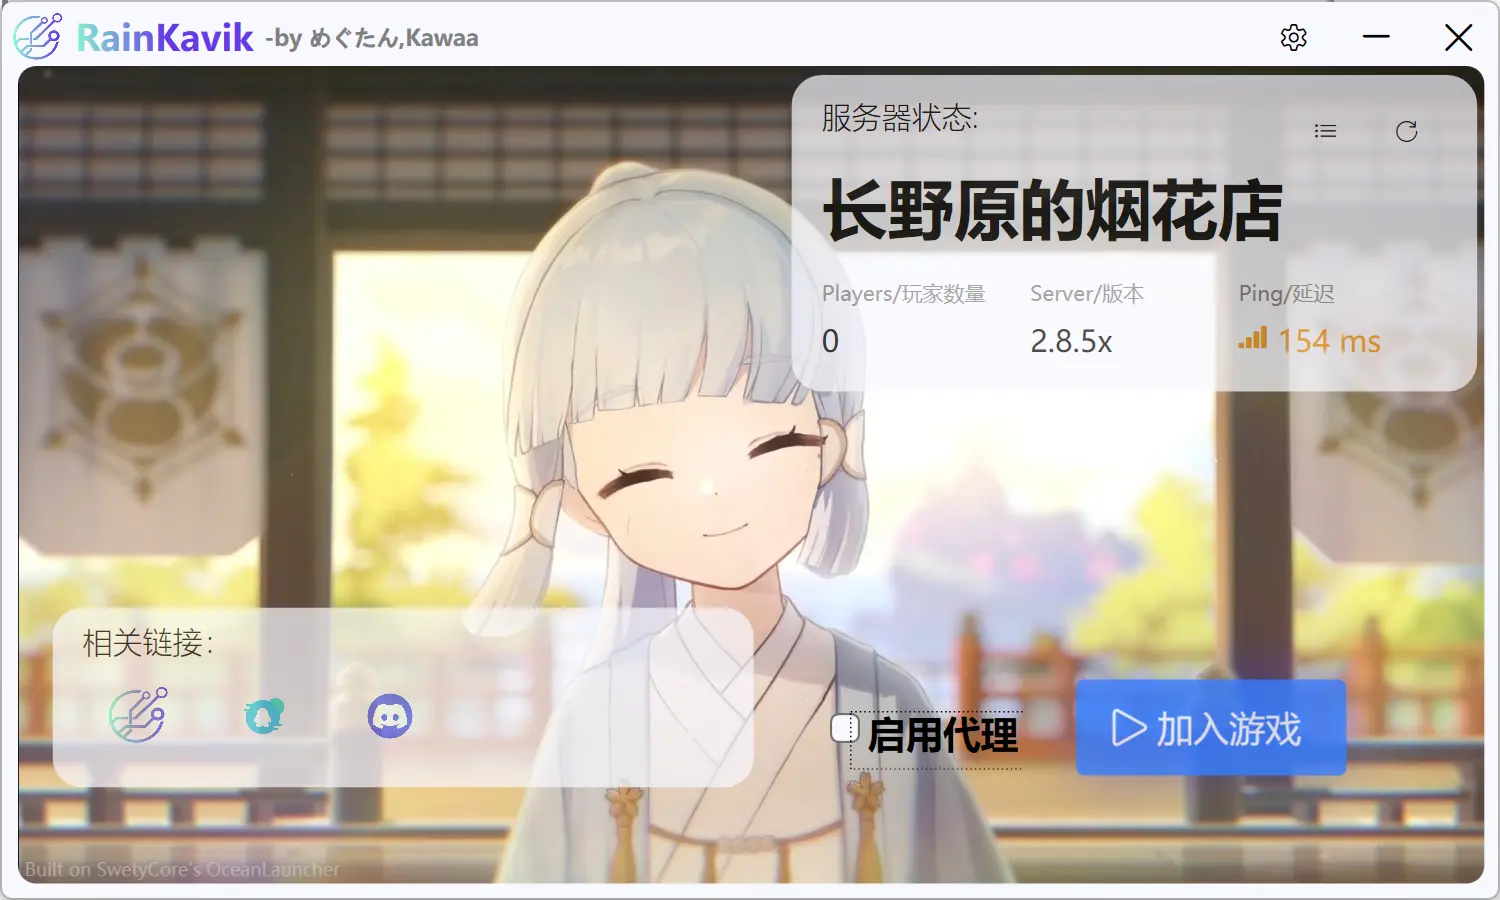 RainKavik -by めぐたん,Kawaa
服务器状态:
长野原的烟花店
Players/玩家数量 Server/版本 Ping/延迟
0 2.8.5x 154 ms
相关链接:
启用代理
加入游戏
Built on SwetyCore's OceanLauncher